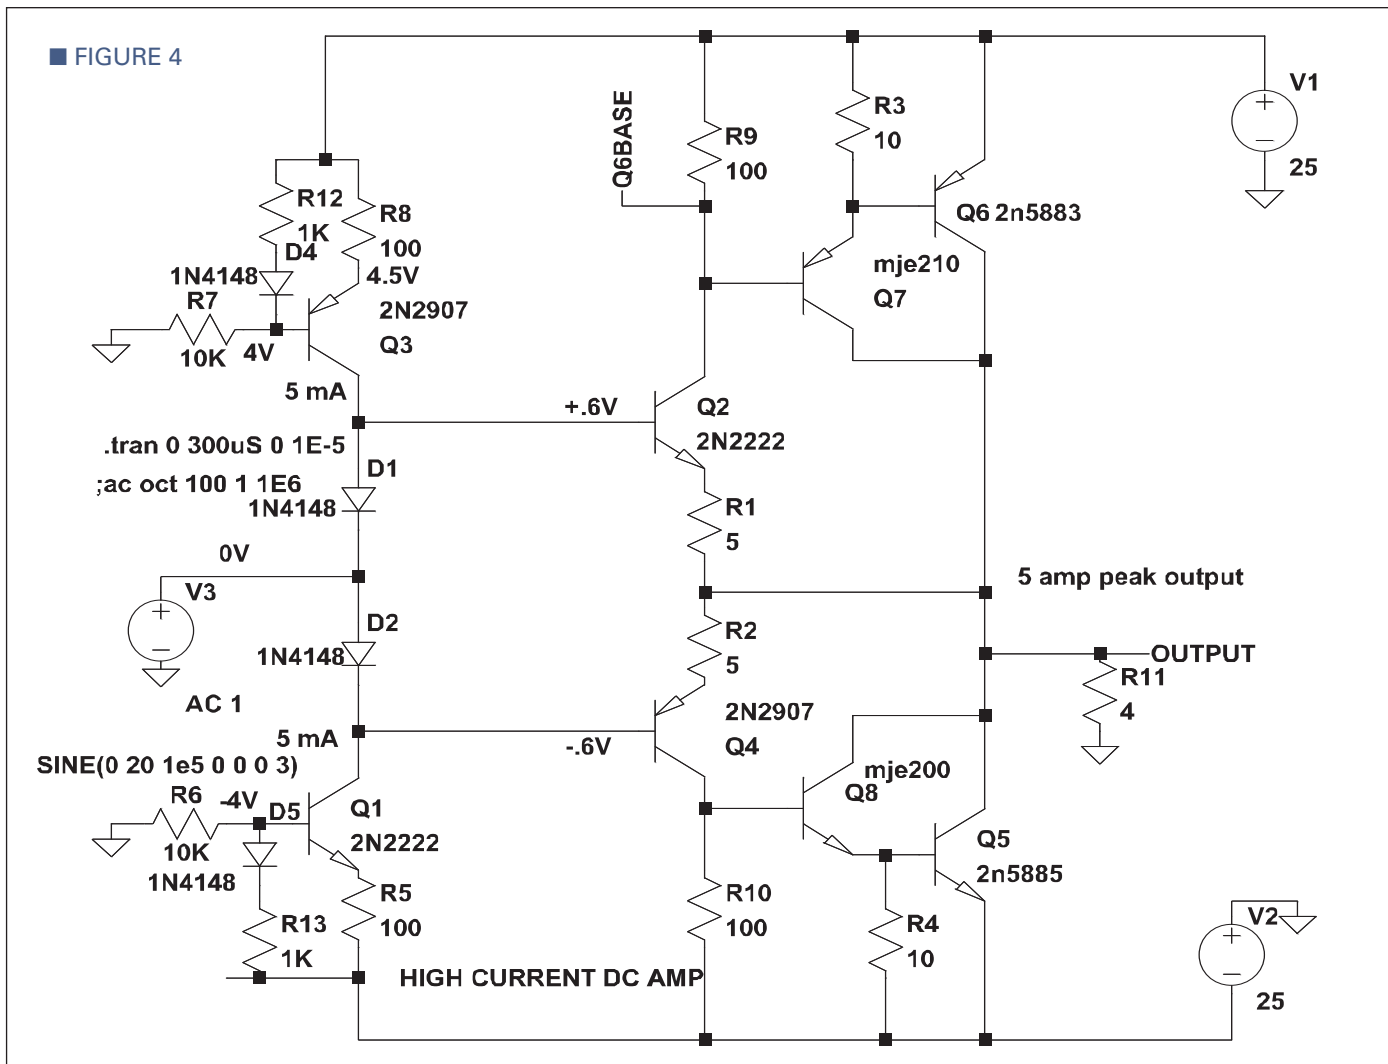 ■ FIGURE 4
V1
+
−
25
R3
10
R9
100
Q6BASE
R12
1K
R8
100
D4
1N4148
4.5V
Q6 2n5883
mje210
Q7
2N2907
Q3
R7
10K
4V
5 mA
+.6V
Q2
2N2222
.tran 0 300uS 0 1E-5
;ac oct 100 1 1E6
D1
1N4148
R1
5
0V
V3
+
−
5 amp peak output
D2
1N4148
R2
5
OUTPUT
R11
4
AC 1
5 mA
-.6V
2N2907
Q4
SINE(0 20 1e5 0 0 0 3)
mje200
Q8
R6
10K
-4V
D5
1N4148
Q1
2N2222
Q5
2n5885
R5
100
R10
100
R13
1K
R4
10
V2
+
−
25
HIGH CURRENT DC AMP